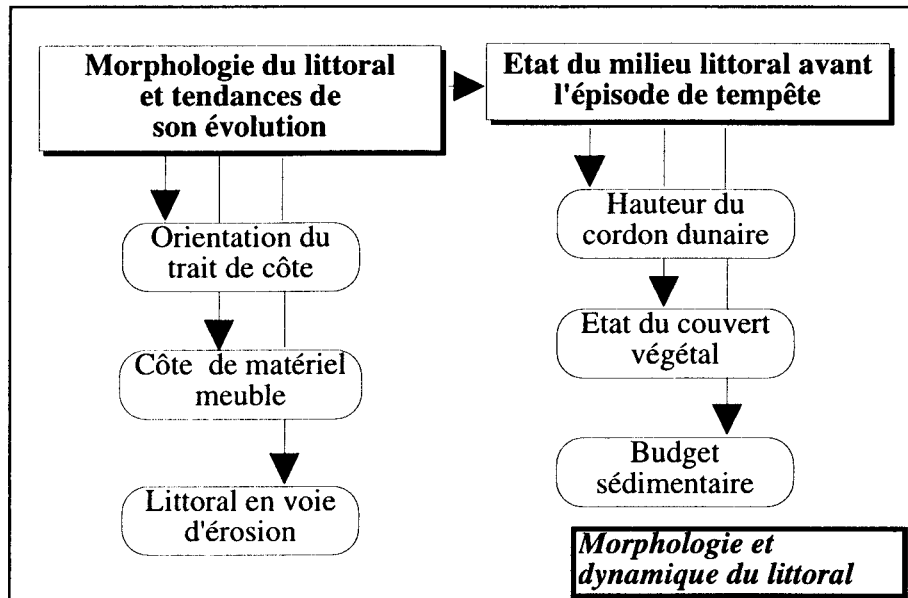 Morphologie du littoral
et tendances de
son évolution
Etat du milieu littoral avant
l'épisode de tempête
Orientation du
trait de côte
Côte de matériel
meuble
Littoral en voie
d'érosion
Hauteur du
cordon dunaire
Etat du couvert
végétal
Budget
sédimentaire
Morphologie et
dynamique du littoral